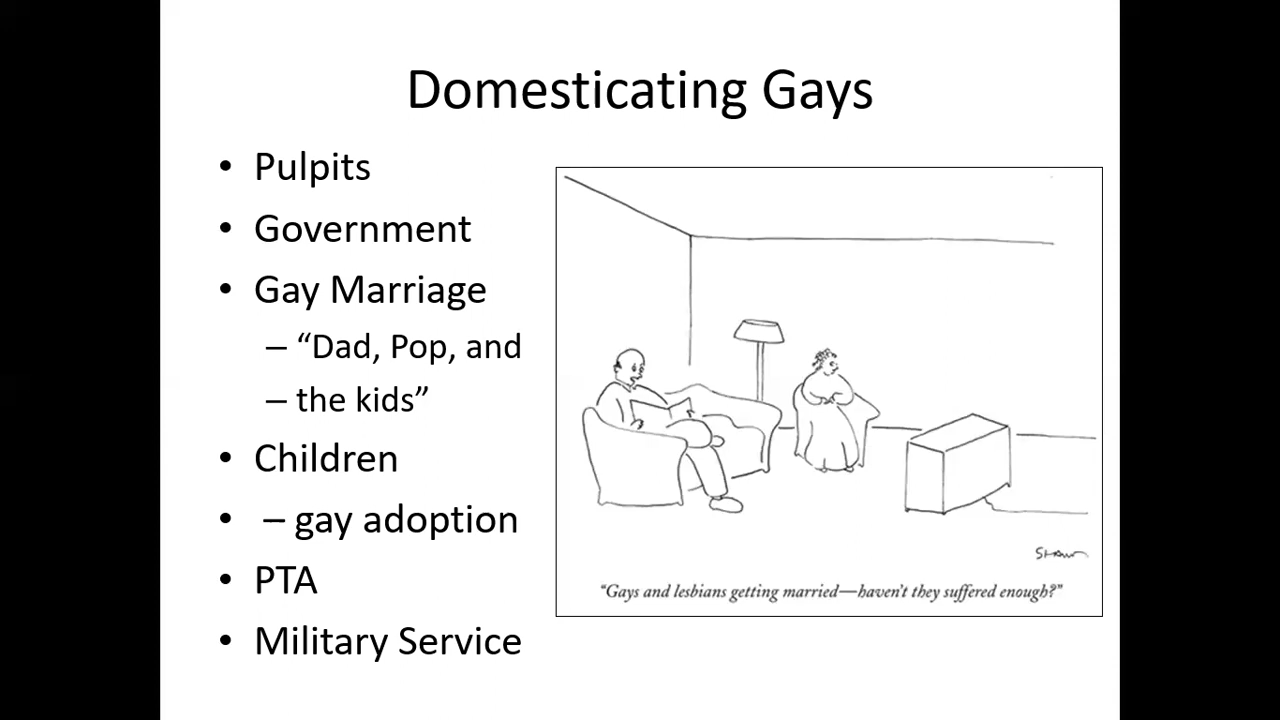 Domesticating Gays
• Pulpits
• Government
• Gay Marriage
– “Dad, Pop, and
– the kids”
• Children
• – gay adoption
• PTA
• Military Service
SHAW
“Gays and lesbians getting married—haven’t they suffered enough?”